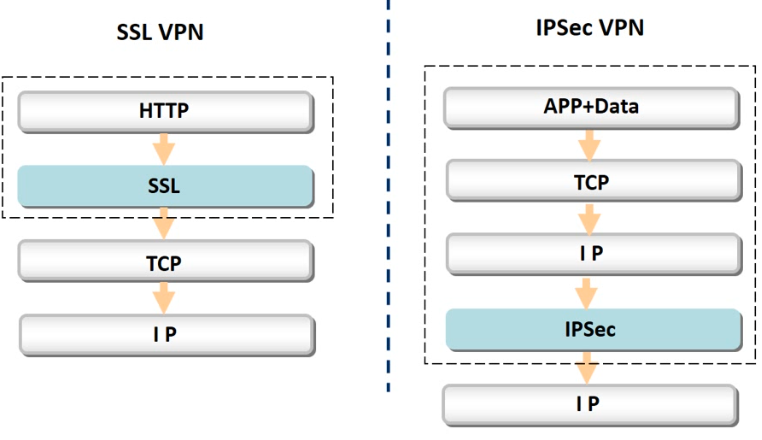 SSL VPN
HTTP
SSL
TCP
I P
IPSec VPN
APP+Data
TCP
I P
IPSec
I P